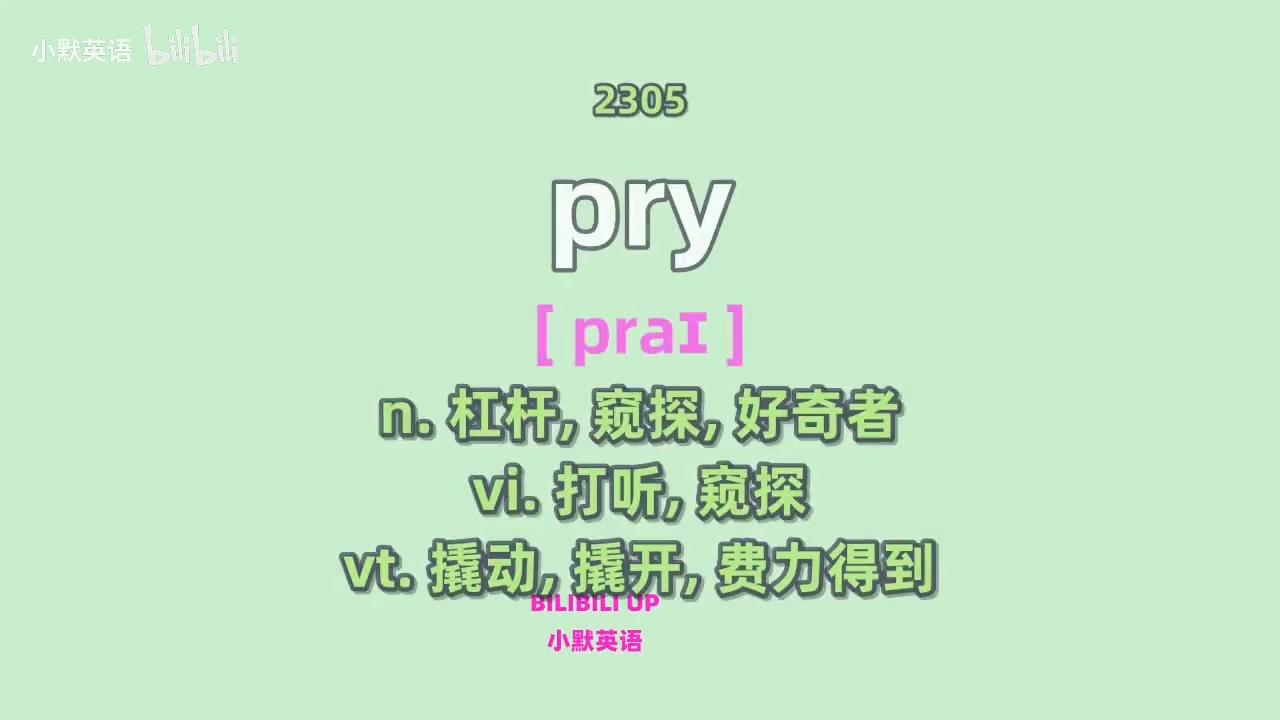 小默英语 bilibili
2305
pry
[ praɪ ]
n. 杠杆, 窥探, 好奇者
vi. 打听, 窥探
vt. 撬动, 撬开, 费力得到
BILIBILI UP
小默英语